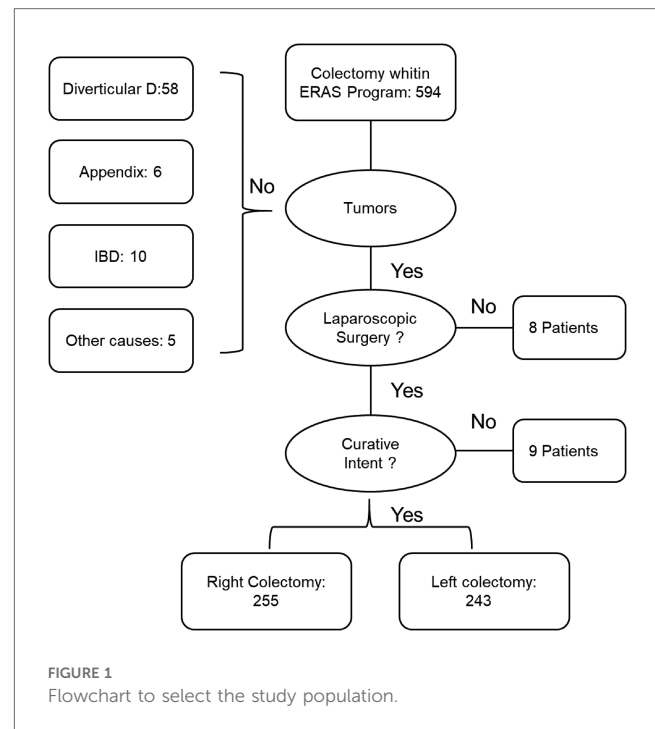 Colectomy whitin
ERAS Program: 594
Diverticular D:58
Appendix: 6
IBD: 10
Other causes: 5
No
Tumors
Yes
Laparoscopic
Surgery ?
No
8 Patients
Yes
Curative
Intent ?
No
9 Patients
Yes
Right Colectomy:
255
Left colectomy:
243
FIGURE 1
Flowchart to select the study population.